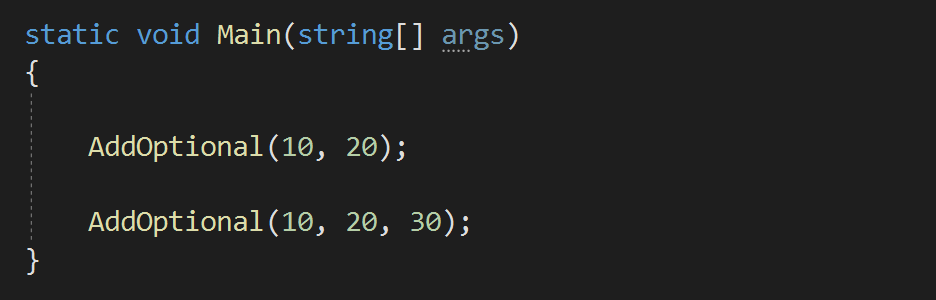 static void Main(string[] args)
{
AddOptional(10, 20);
AddOptional(10, 20, 30);
}